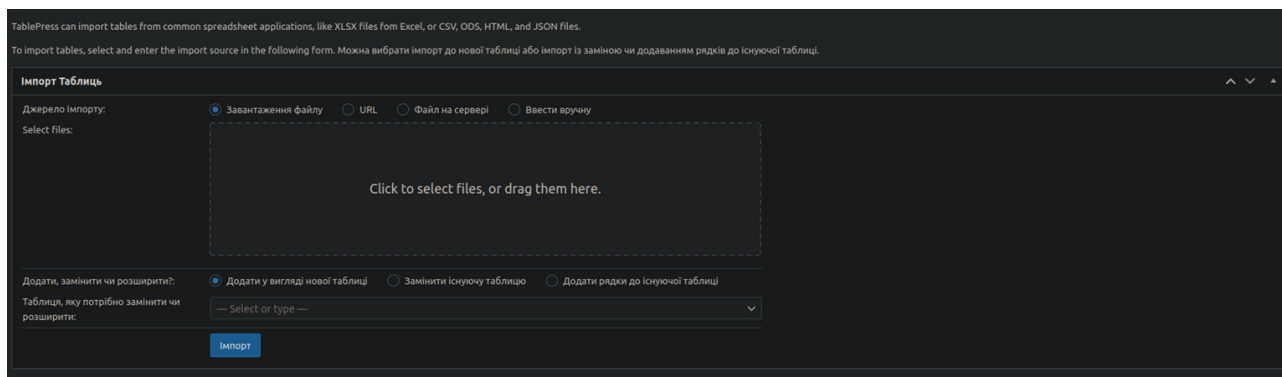 TablePress can import tables from common spreadsheet applications, like XLSX files fom Excel, or CSV, ODS, HTML, and JSON files.
To import tables, select and enter the import source in the following form. Можна вибрати імпорт до нової таблиці або імпорт із заміною чи додаванням рядків до існуючої таблиці.
Імпорт Таблиць
Джерело імпорту: Завантаження файлу URL Файл на сервері Ввести вручну
Select files:
Click to select files, or drag them here.
Додати, замінити чи розширити?: Додати у вигляді нової таблиці Замінити існуючу таблицю Додати рядки до існуючої таблиці
Таблиця, яку потрібно замінити чи
розширити:
— Select or type —
Імпорт